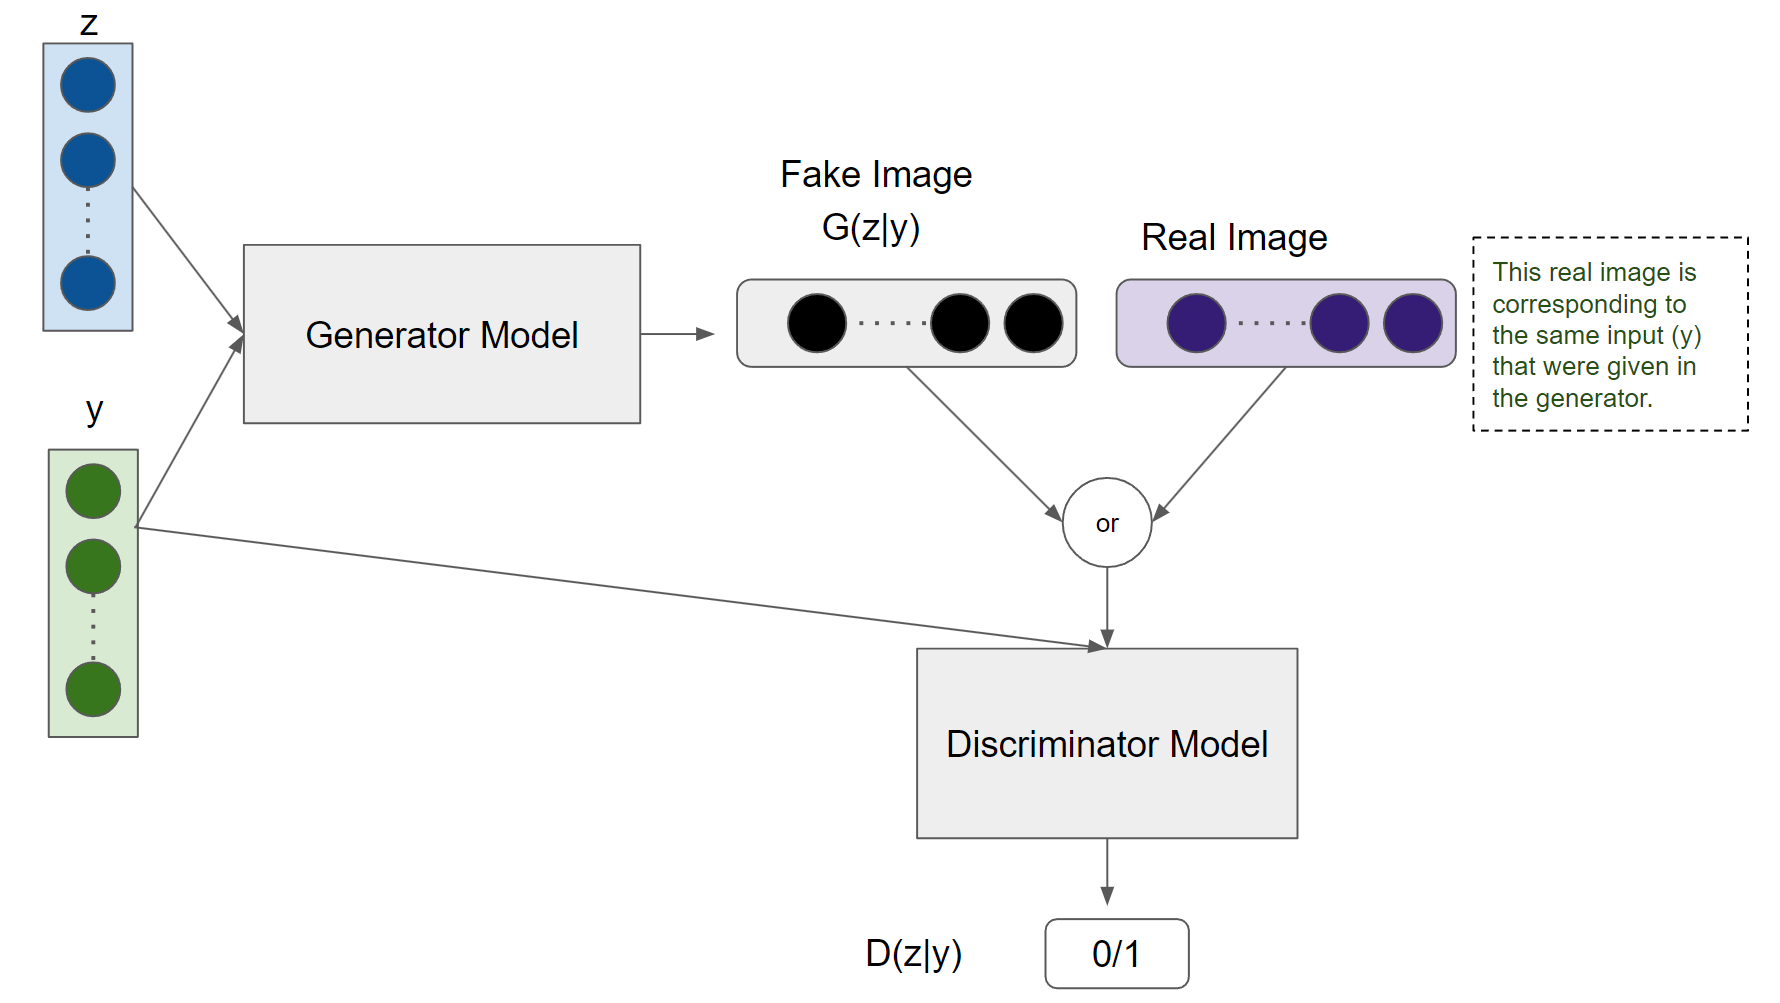 z
Fake Image
G(z|y)
Real Image
This real image is
corresponding to
the same input (y)
that were given in
the generator.
Generator Model
y
or
Discriminator Model
D(z|y)
0/1